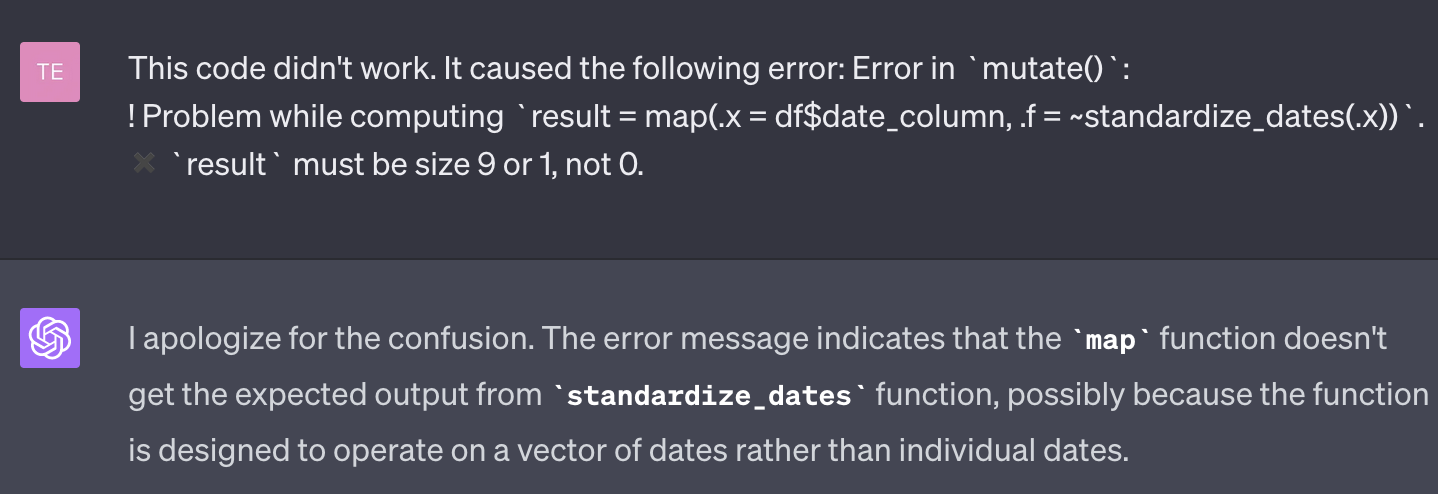 TE
This code didn't work. It caused the following error: Error in `mutate()`:
! Problem while computing `result = map(.x = df$date_column, .f = ~standardize_dates(.x))`.
✖ `result` must be size 9 or 1, not 0.
I apologize for the confusion. The error message indicates that the `map` function doesn't
get the expected output from `standardize_dates` function, possibly because the function
is designed to operate on a vector of dates rather than individual dates.